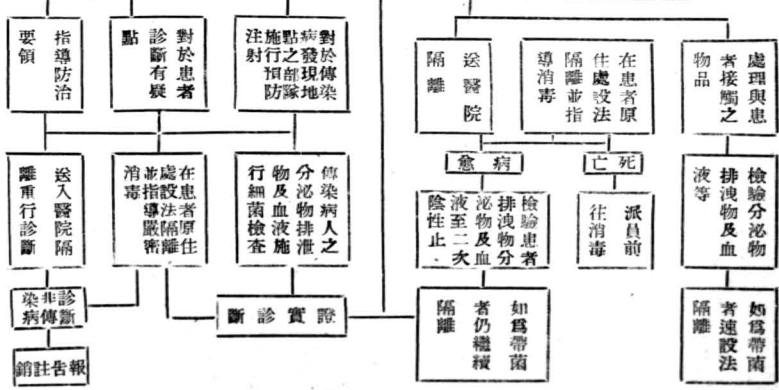 處理與患
者接觸之
物品
在患者原
住處設法
隔離並指
導消毒
送醫院
隔離
對於傳染
病發現地
點之部隊
施行預防
注射
對於患者
診斷有疑
點
指導防治
要領
死亡
病愈
檢驗分泌物
排洩物及血
液等
派員前
往消毒
檢驗患者
排洩物分
泌物及血
液至二次
陰性止.
傳染病人之
分泌物排泄
物及血液施
行細菌檢查
在患者原住
處設法隔離
並指導嚴密
消毒
送入醫院隔
離重行診斷
如爲帶菌
者速設法
隔離
如爲帶菌
者仍繼續
隔離
證實診斷
診斷
非傳
染病
報告註銷